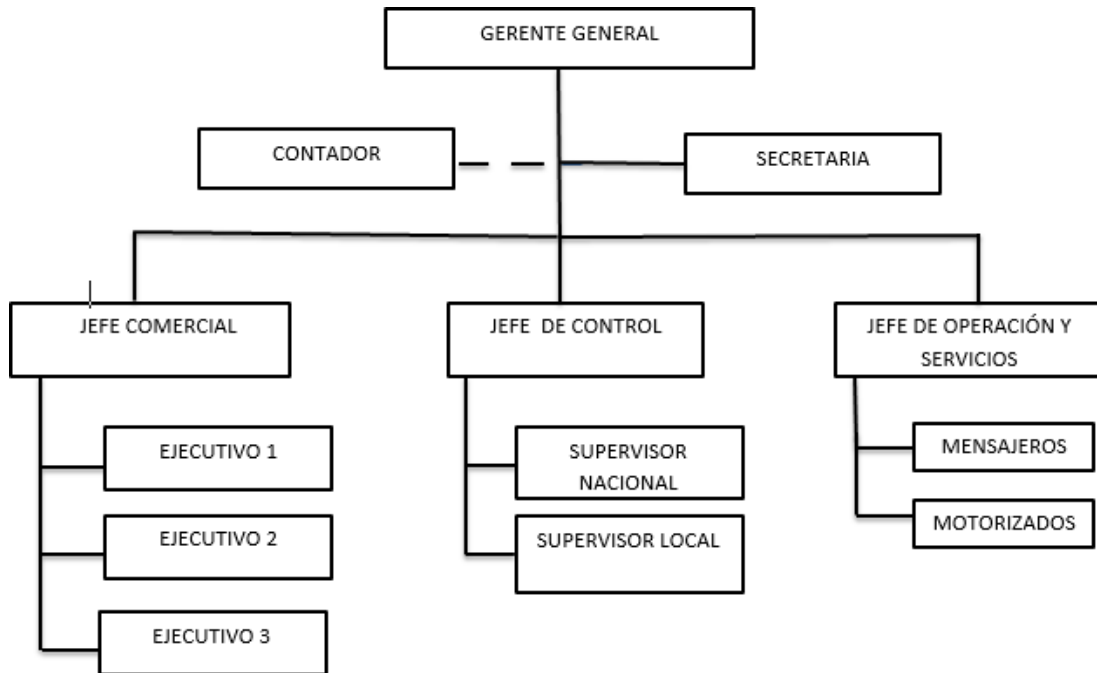 GERENTE GENERAL
CONTADOR
SECRETARIA
JEFE COMERCIAL
JEFE DE CONTROL
JEFE DE OPERACIÓN Y
SERVICIOS
EJECUTIVO 1
EJECUTIVO 2
EJECUTIVO 3
SUPERVISOR
NACIONAL
SUPERVISOR LOCAL
MENSAJEROS
MOTORIZADOS